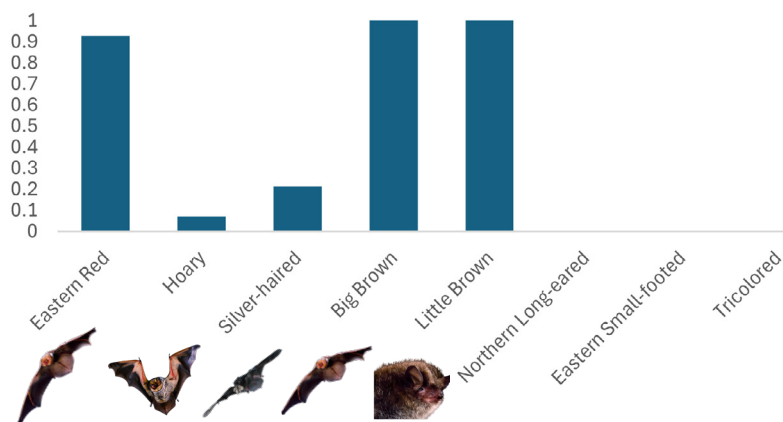 1
0.9
0.8
0.7
0.6
0.5
0.4
0.3
0.2
0.1
0
Eastern Red
Hoary
Silver-haired
Big Brown
Little Brown
Northern Long-eared
Eastern Small-footed
Tricolored